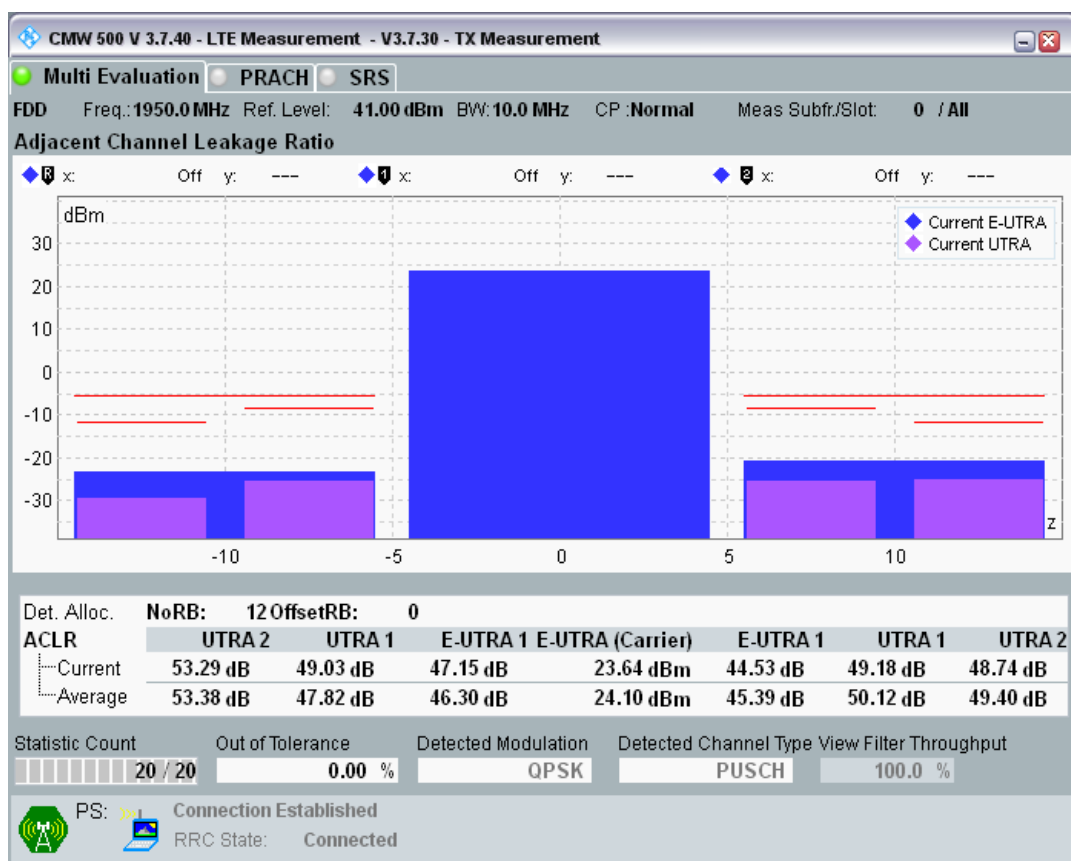 CMW 500 V 3.7.40 - LTE Measurement - V3.7.30 - TX Measurement
Multi Evaluation PRACH SRS
FDD Freq.: 1950.0 MHz Ref. Level: 41.00 dBm BW: 10.0 MHz CP :Normal Meas Subfr./Slot: 0 / All
Adjacent Channel Leakage Ratio
R x: Off y: --- 1 x: Off y: --- 2 x: Off y: ---
dBm
Current E-UTRA
Current UTRA
30
20
10
0
-10
-20
-30
z
-10 -5 0 5 10
Det. Alloc. NoRB: 12 OffsetRB: 0
ACLR UTRA 2 UTRA 1 E-UTRA 1 E-UTRA (Carrier) E-UTRA 1 UTRA 1 UTRA 2
Current 53.29 dB 49.03 dB 47.15 dB 23.64 dBm 44.53 dB 49.18 dB 48.74 dB
Average 53.38 dB 47.82 dB 46.30 dB 24.10 dBm 45.39 dB 50.12 dB 49.40 dB
Statistic Count Out of Tolerance Detected Modulation Detected Channel Type View Filter Throughput
20 / 20 0.00 % QPSK PUSCH 100.0 %
PS: Connection Established
RRC State: Connected